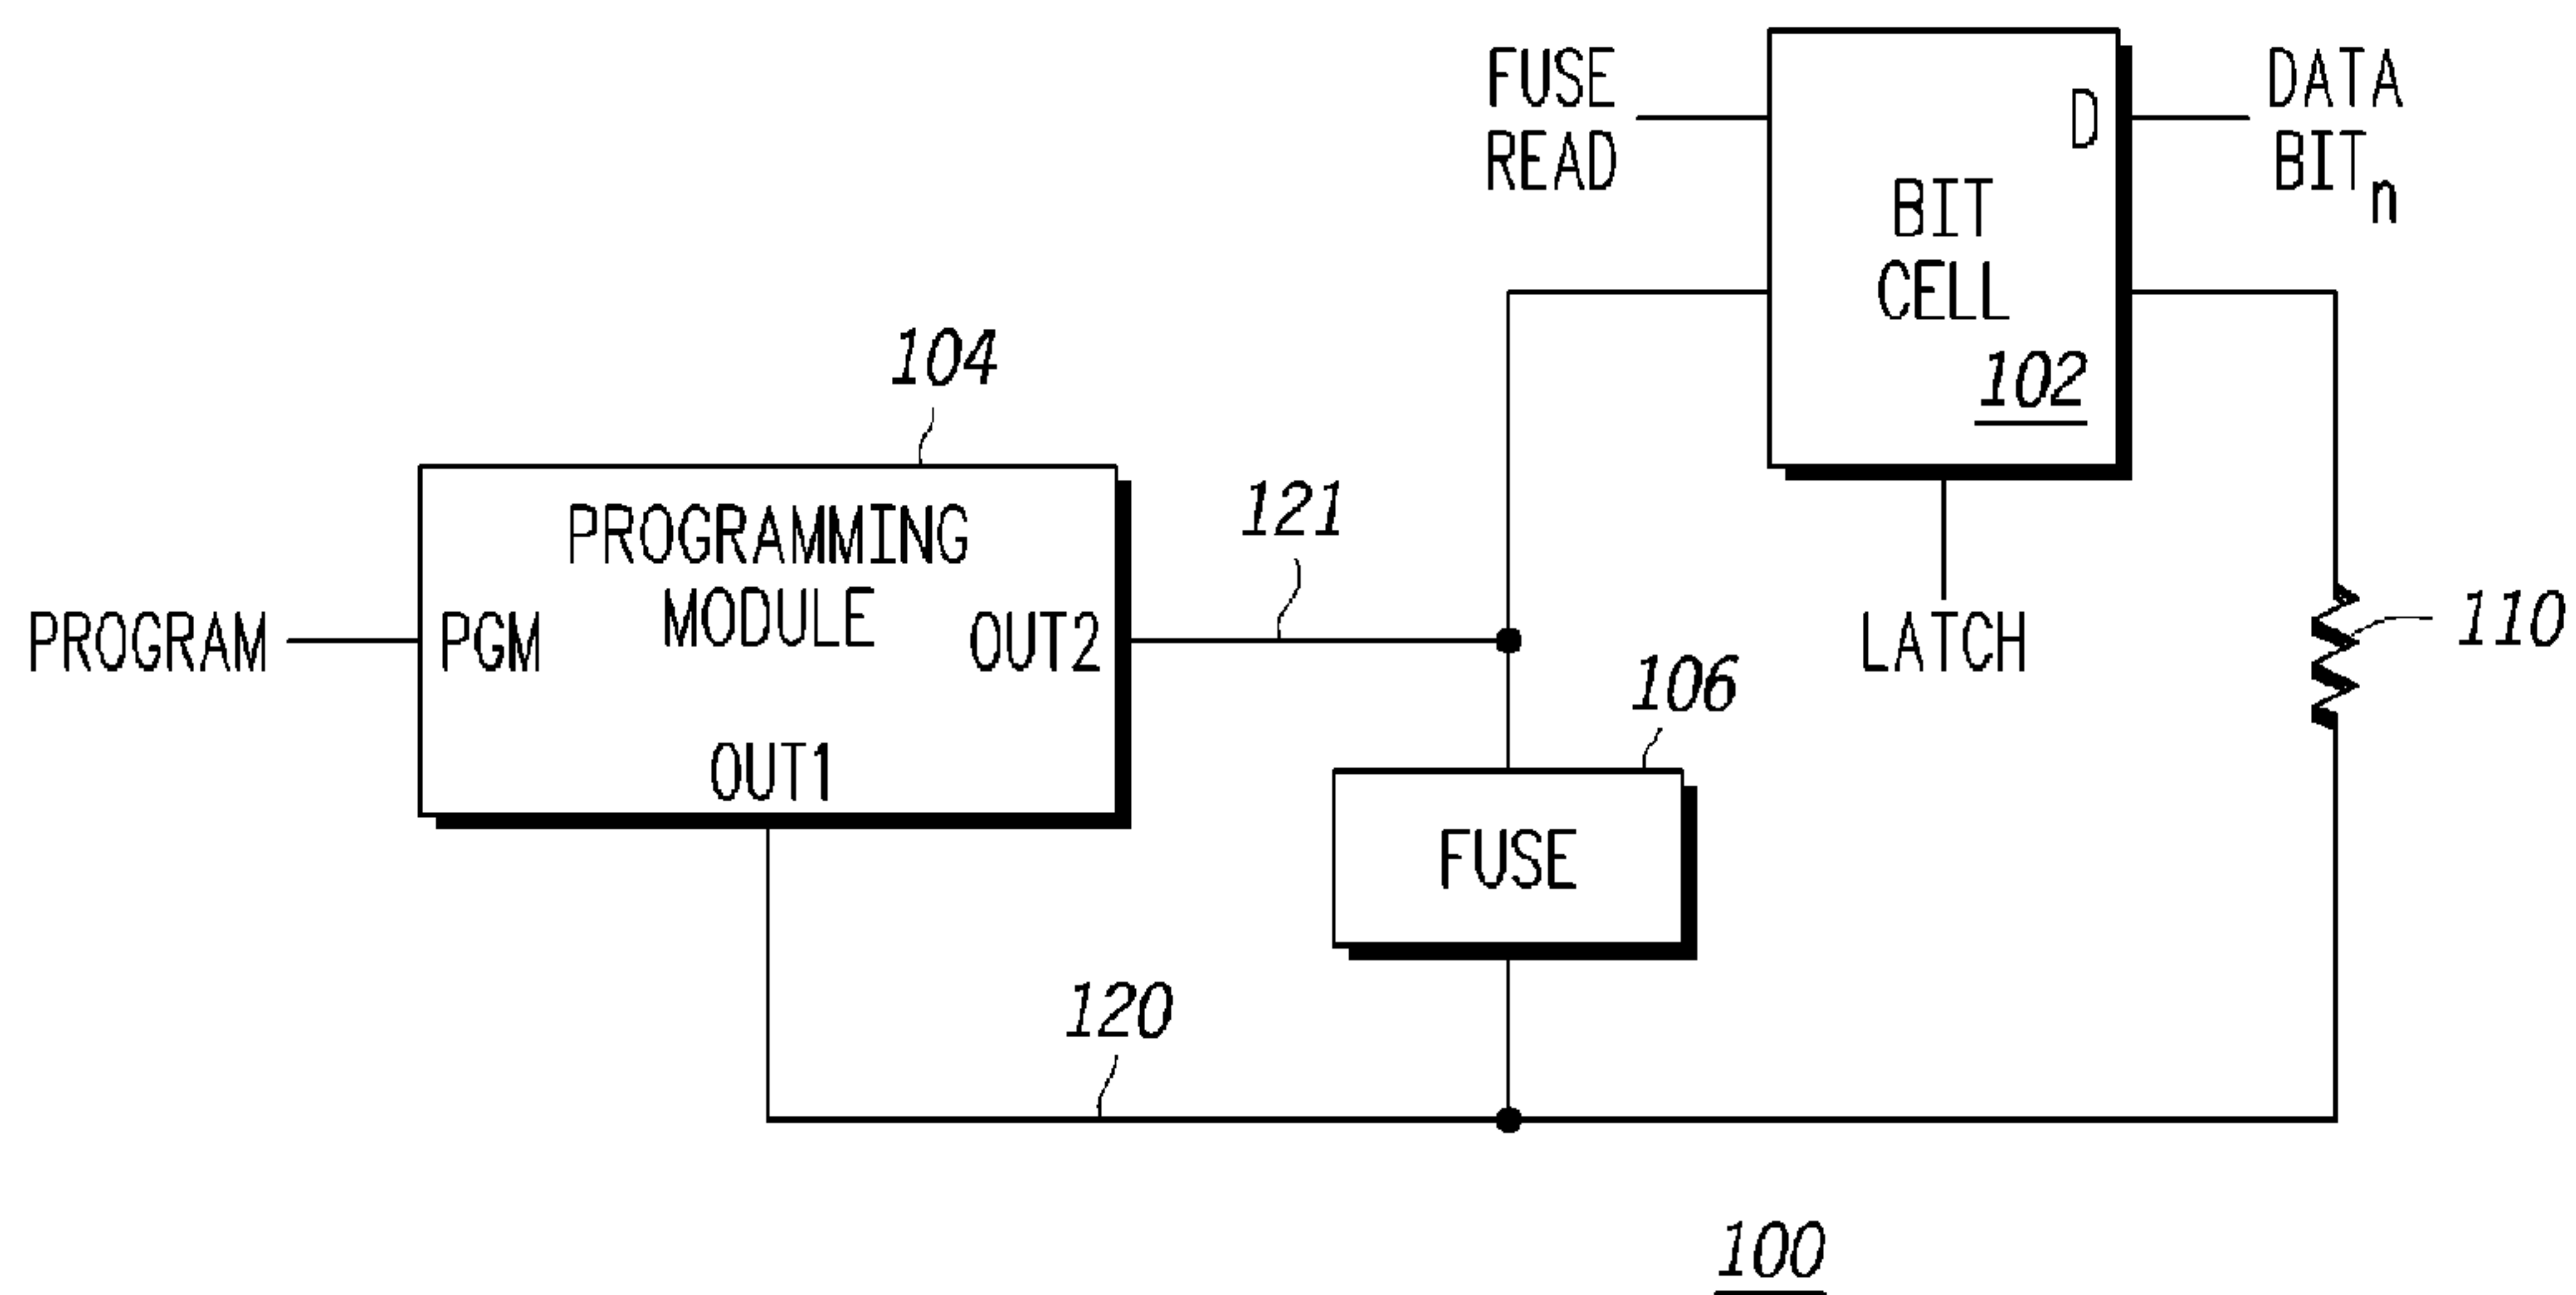 FUSE
READ
D
DATA
BITn
BIT
CELL
102
104
PROGRAMMING
MODULE
121
PROGRAM
PGM
OUT2
LATCH
110
106
OUT1
FUSE
120
100